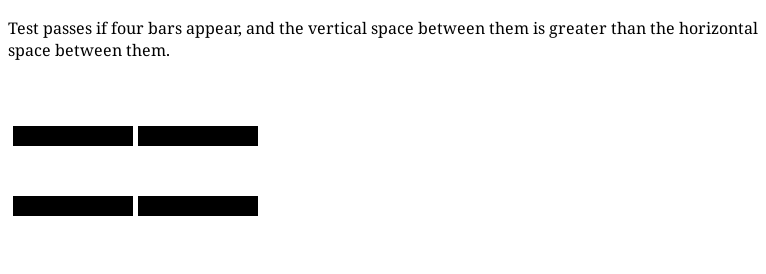 Test passes if four bars appear, and the vertical space between them is greater than the horizontal
space between them.